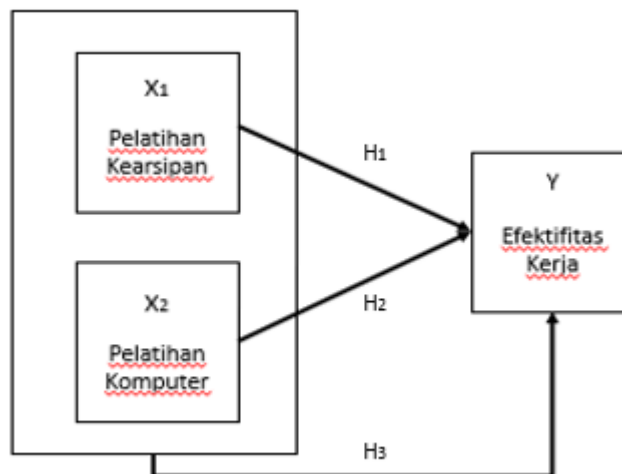 X1
Pelatihan
Kearsipan
H1
Y
Efektifitas
Kerja
X2
Pelatihan
Komputer
H2
H3